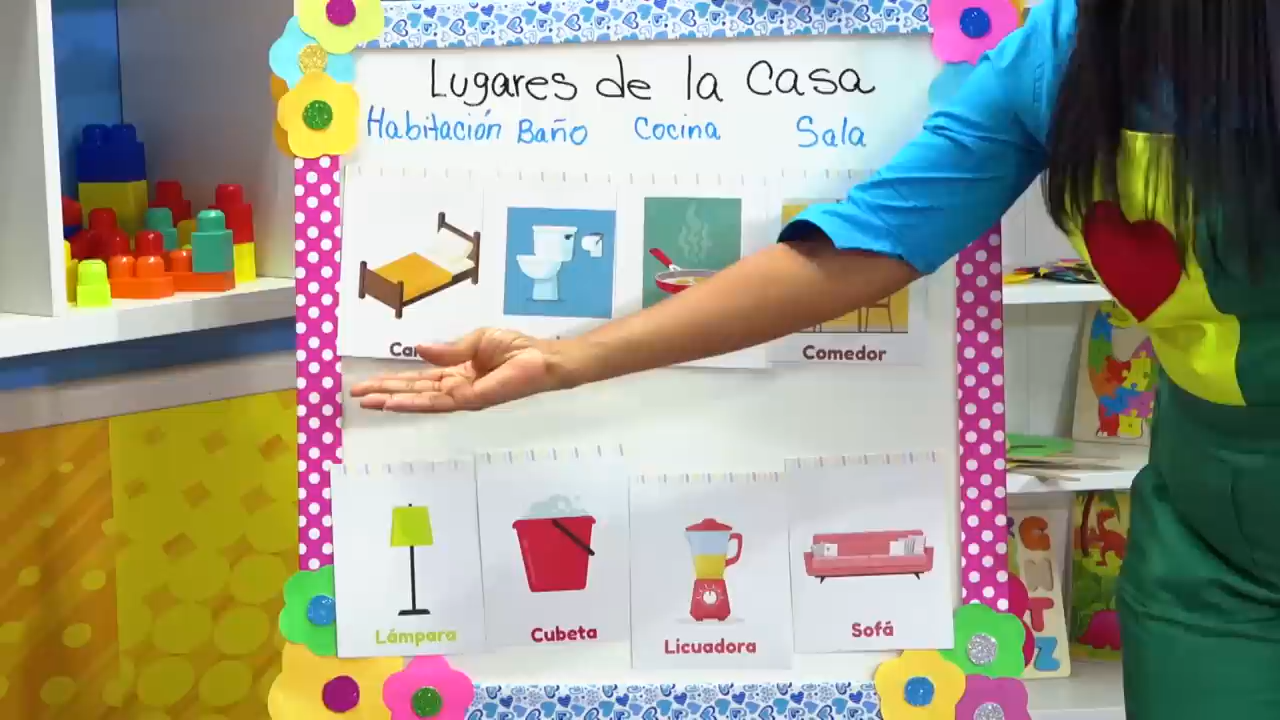 Lugares de la Casa
Habitación Baño Cocina Sala
Comedor
Lámpara Cubeta Licuadora Sofá